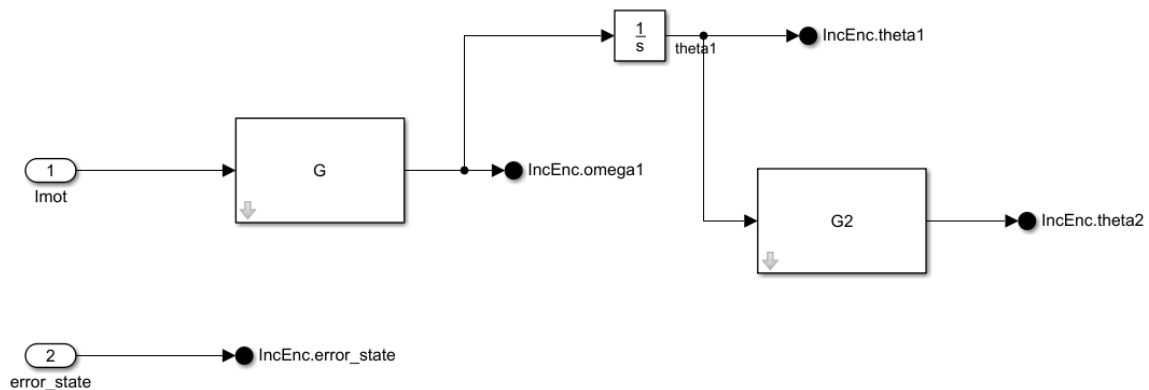 1
s
theta1
IncEnc.theta1
G
1
Imot
IncEnc.omega1
G2
IncEnc.theta2
2
error_state
IncEnc.error_state